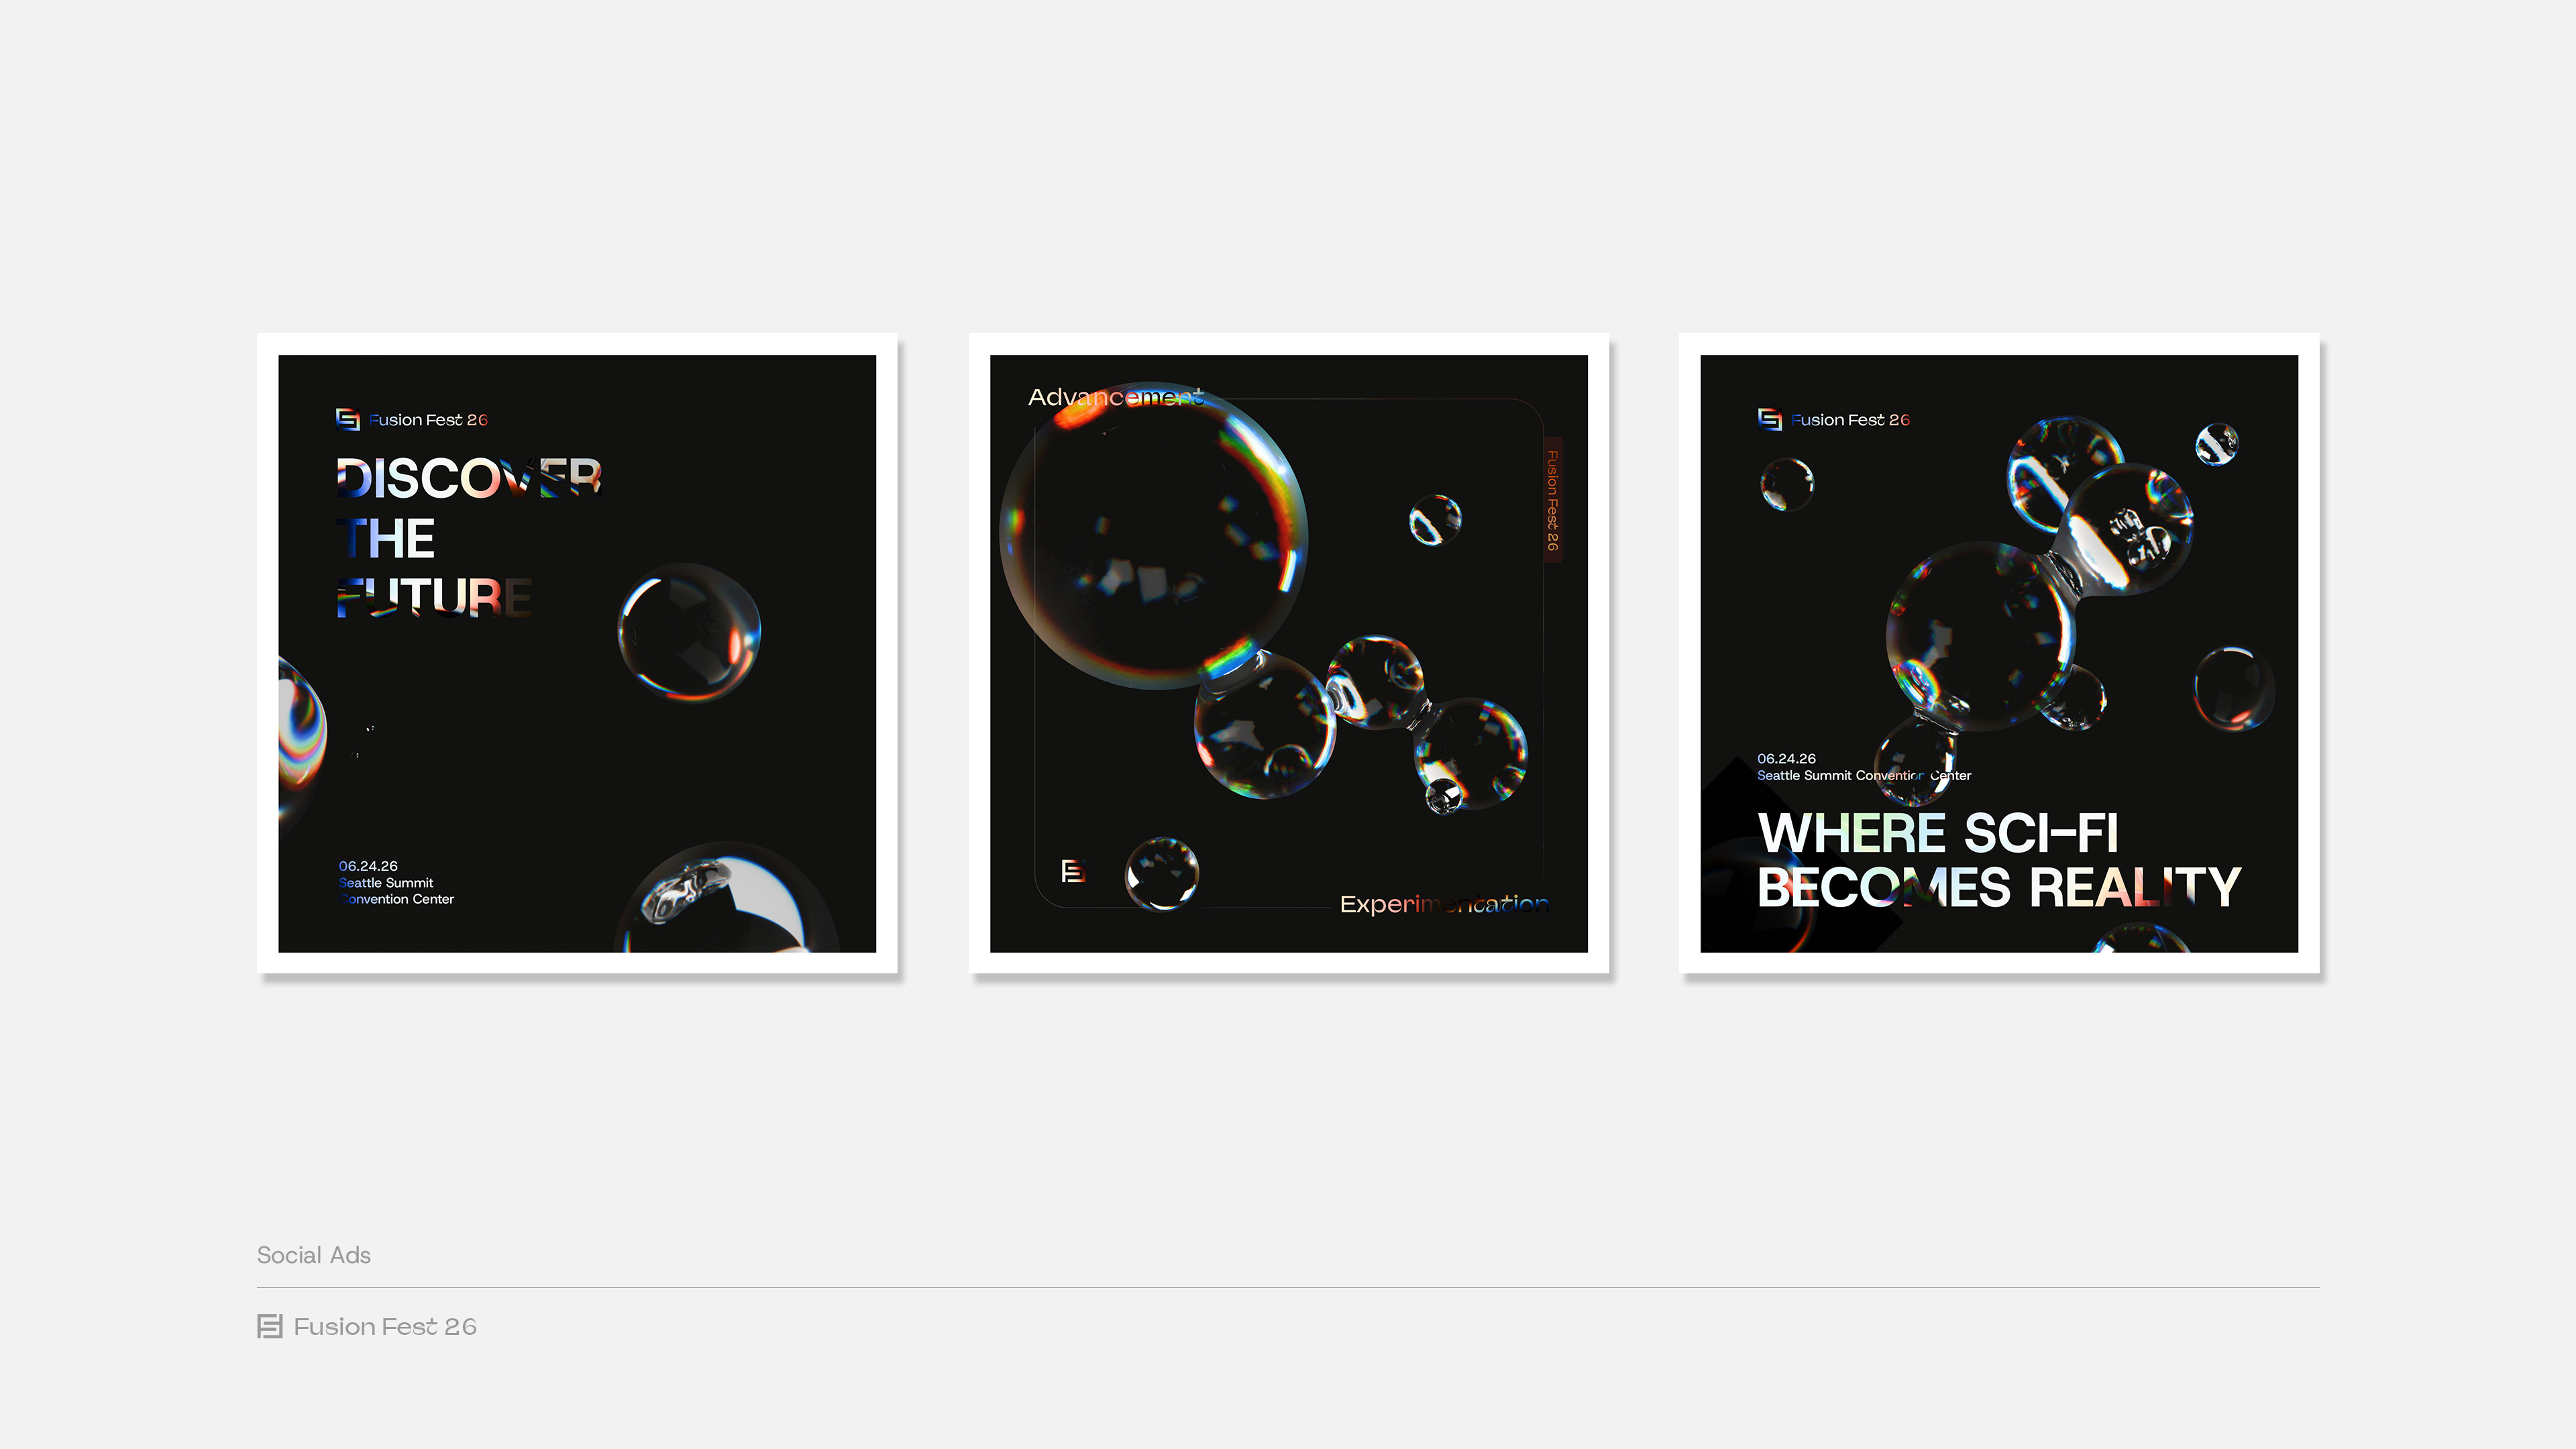 Fusion Fest 26
DISCOVER
THE
FUTURE
06.24.26
Seattle Summit
Convention Center
Advancement
Fusion Fest 26
Experimentation
Fusion Fest 26
06.24.26
Seattle Summit Convention Center
WHERE SCI–FI
BECOMES REALITY
Social Ads
Fusion Fest 26